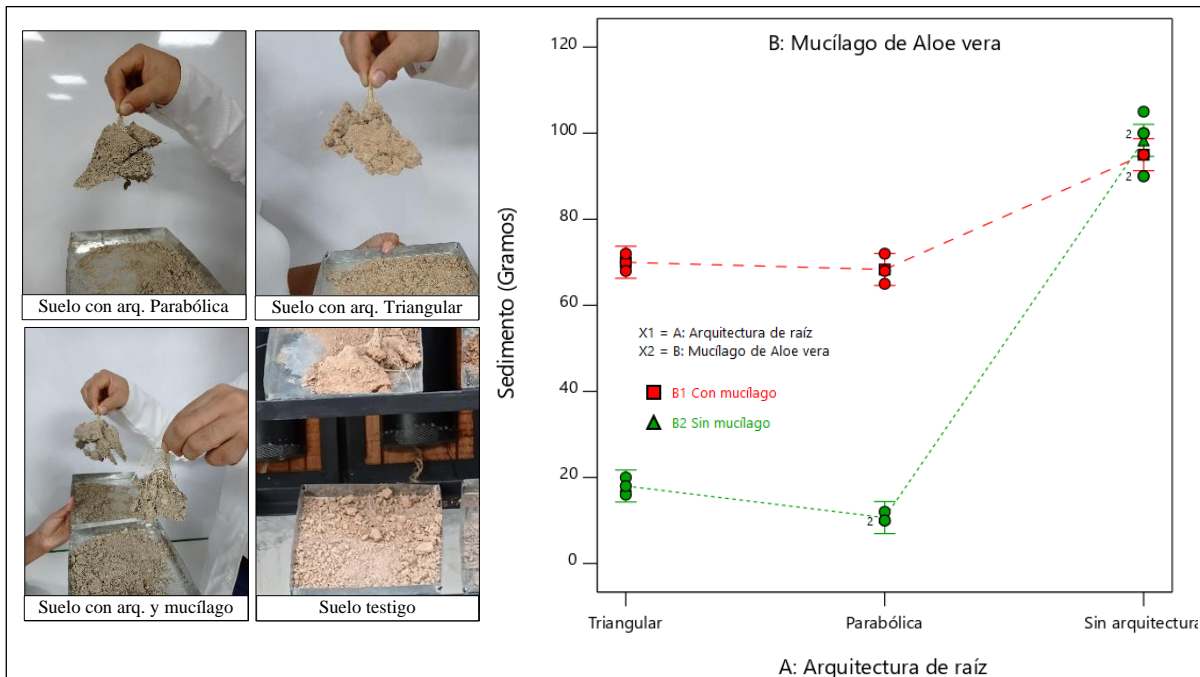 Suelo con arq. Parabólica
Suelo con arq. Triangular
Suelo con arq. y mucílago
Suelo testigo
B: Mucílago de Aloe vera
Sedimento (Gramos)
120
100
80
60
40
20
0
2
2
2
X1 = A: Arquitectura de raíz
X2 = B: Mucílago de Aloe vera
B1 Con mucílago
B2 Sin mucílago
Triangular
Parabólica
Sin arquitectura
A: Arquitectura de raíz